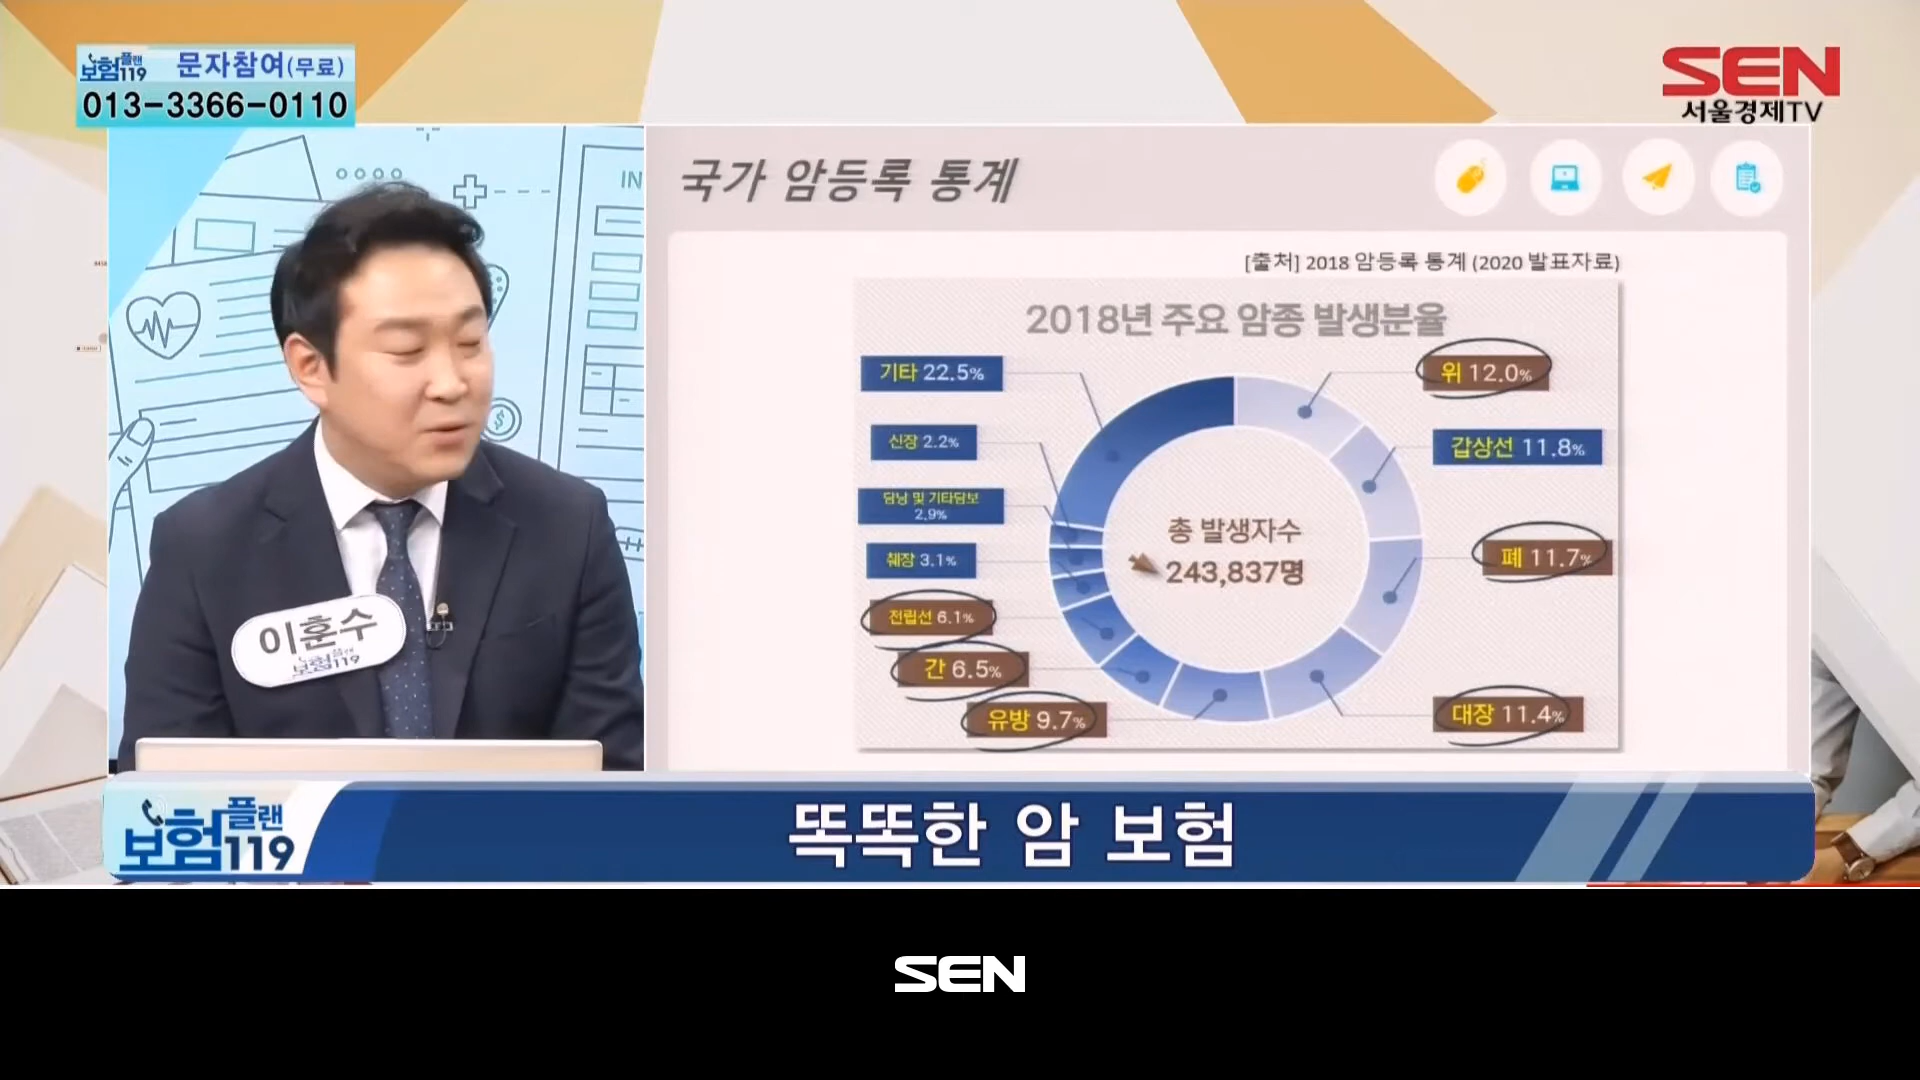 보험플랜119 문자참여(무료)
013-3366-0110
SEN
서울경제TV
IN
국가 암등록 통계
[출처] 2018 암등록 통계 (2020 발표자료)
2018년 주요 암종 발생분율
기타 22.5%
위 12.0%
신장 2.2%
갑상선 11.8%
담낭 및 기타담보
2.9%
총 발생자수
243,837명
폐 11.7%
췌장 3.1%
전립선 6.1%
간 6.5%
유방 9.7%
대장 11.4%
이훈수
보험플랜119
보험플랜119
똑똑한 암 보험
SEN